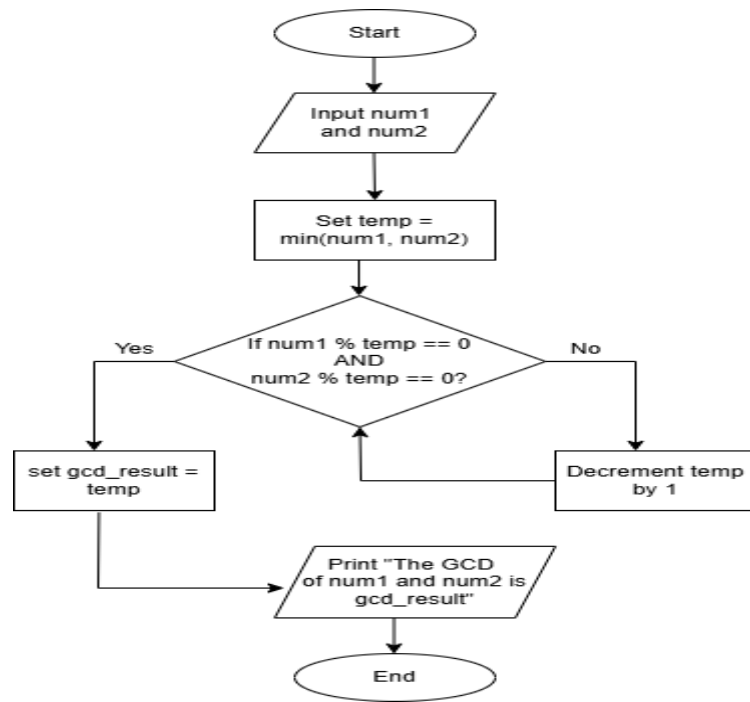 Start
Input num1
and num2
Set temp =
min(num1, num2)
If num1 % temp == 0
AND
num2 % temp == 0?
Yes
No
set gcd_result =
temp
Decrement temp
by 1
Print "The GCD
of num1 and num2 is
gcd_result"
End